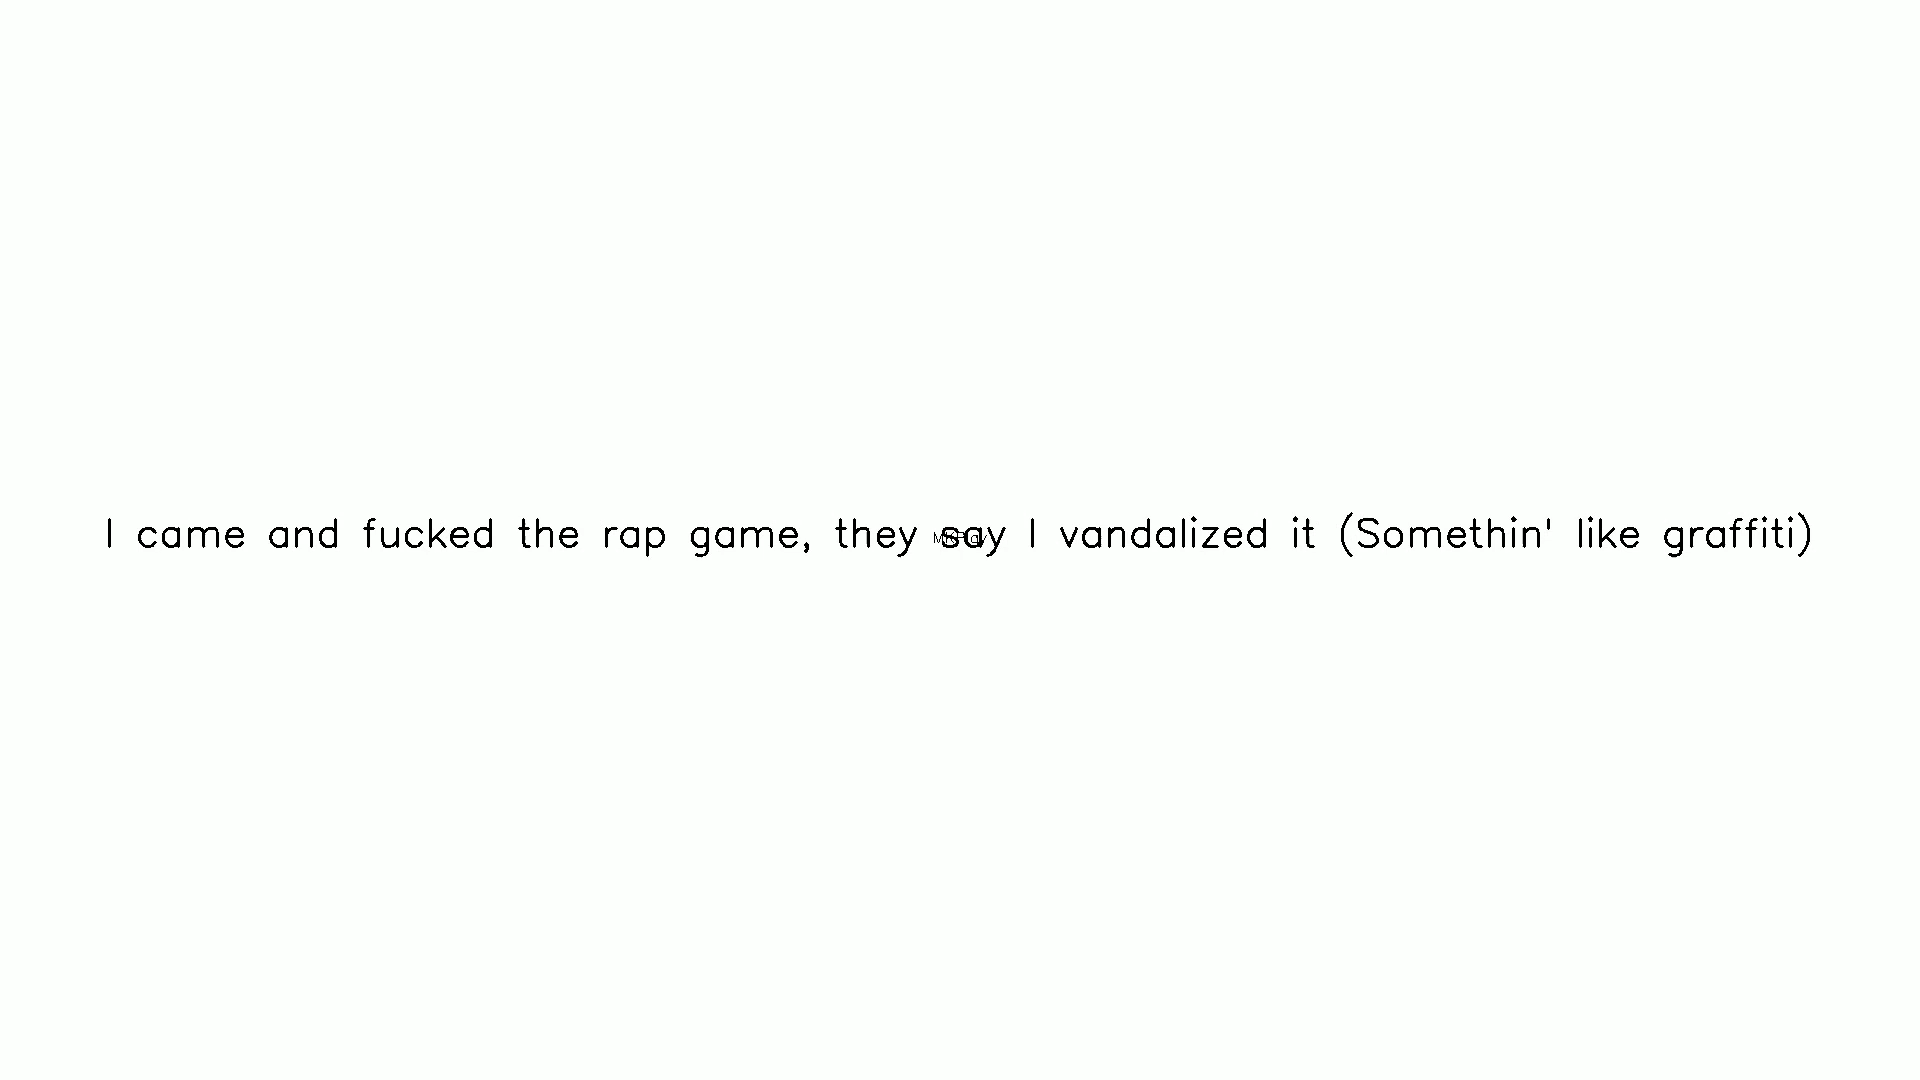 I came and fucked the rap game, they say I vandalized it (Somethin' like graffiti)